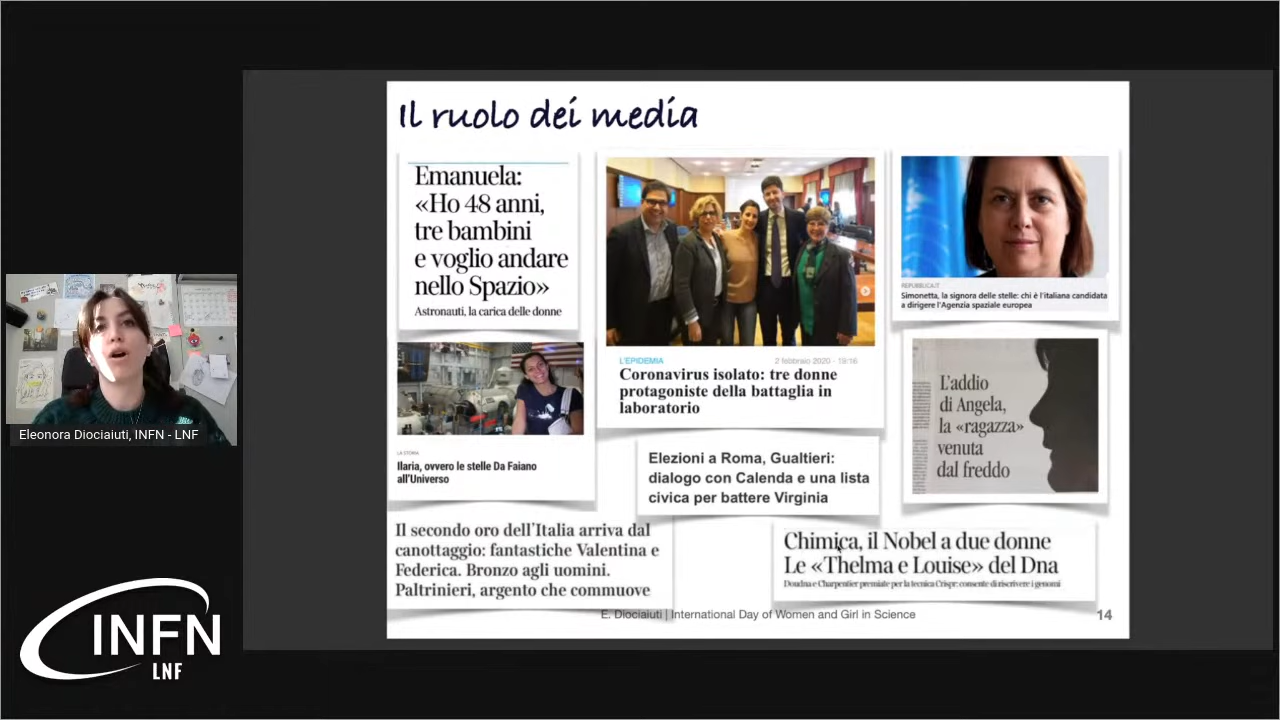 Il ruolo dei media
Emanuela:
«Ho 48 anni,
tre bambini
e voglio andare
nello Spazio»
Astronauti, la carica delle donne
L'EPIDEMIA
2 febbraio 2020 - 19:16
Coronavirus isolato: tre donne
protagoniste della battaglia in
laboratorio
REPUBBLICA.IT
Simonetta, la signora delle stelle: chi è l'italiana candidata
a dirigere l'Agenzia spaziale europea
L'addio
di Angela,
la «ragazza»
venuta
dal freddo
LA STORIA
Ilaria, ovvero le stelle Da Faiano
all'Universo
Elezioni a Roma, Gualtieri:
dialogo con Calenda e una lista
civica per battere Virginia
Il secondo oro dell'Italia arriva dal
canottaggio: fantastiche Valentina e
Federica. Bronzo agli uomini.
Paltrinieri, argento che commuove
Chimica, il Nobel a due donne
Le «Thelma e Louise» del Dna
Doudna e Charpentier premiate per la tecnica Crispr: consente di riscrivere i genomi
E. Diociaiuti | International Day of Women and Girl in Science
14
Eleonora Diociaiuti, INFN - LNF
INFN
LNF